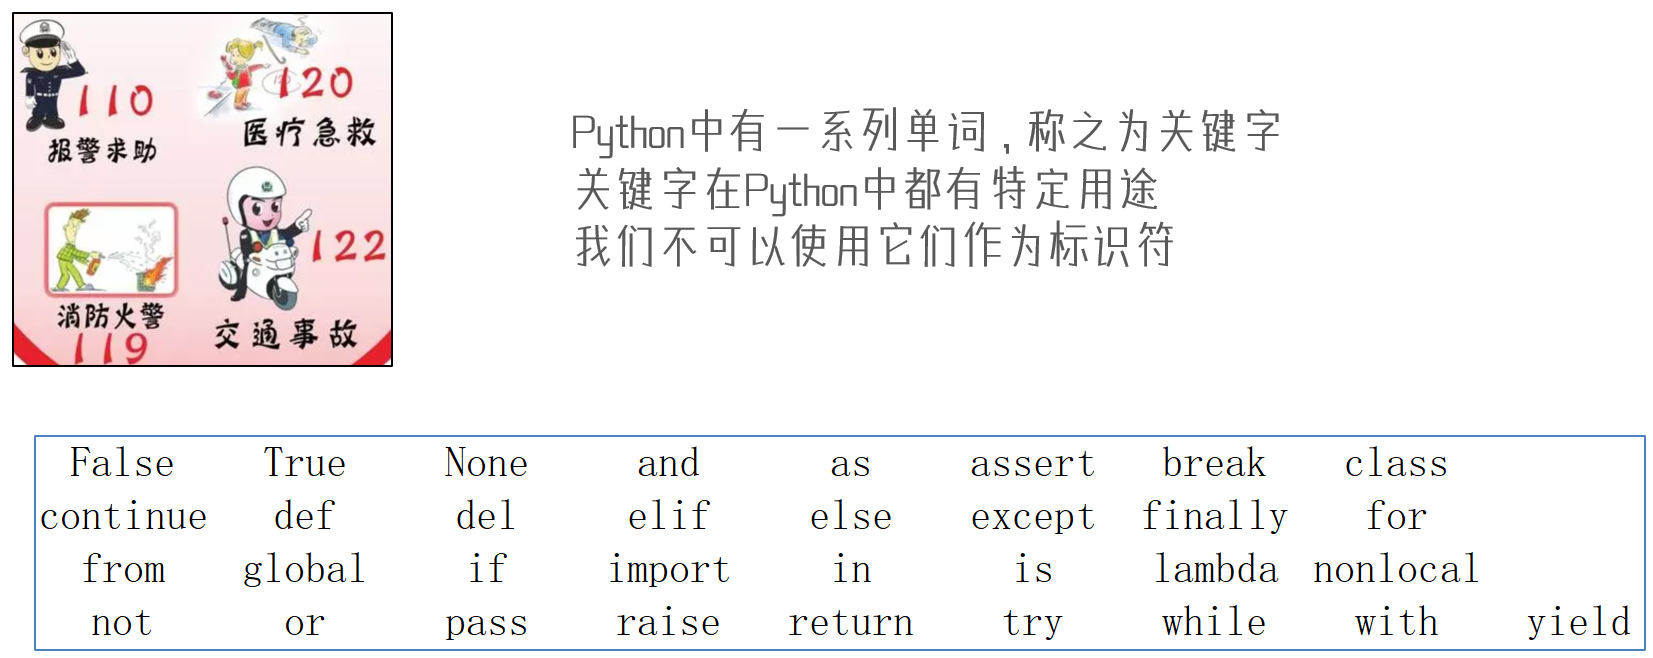 110
报警求助
120
医疗急救
122
交通事故
消防火警
119
Python中有一系列单词，称之为关键字
关键字在Python中都有特定用途
我们不可以使用它们作为标识符
False True None and as assert break class
continue def del elif else except finally for
from global if import in is lambda nonlocal
not or pass raise return try while with yield